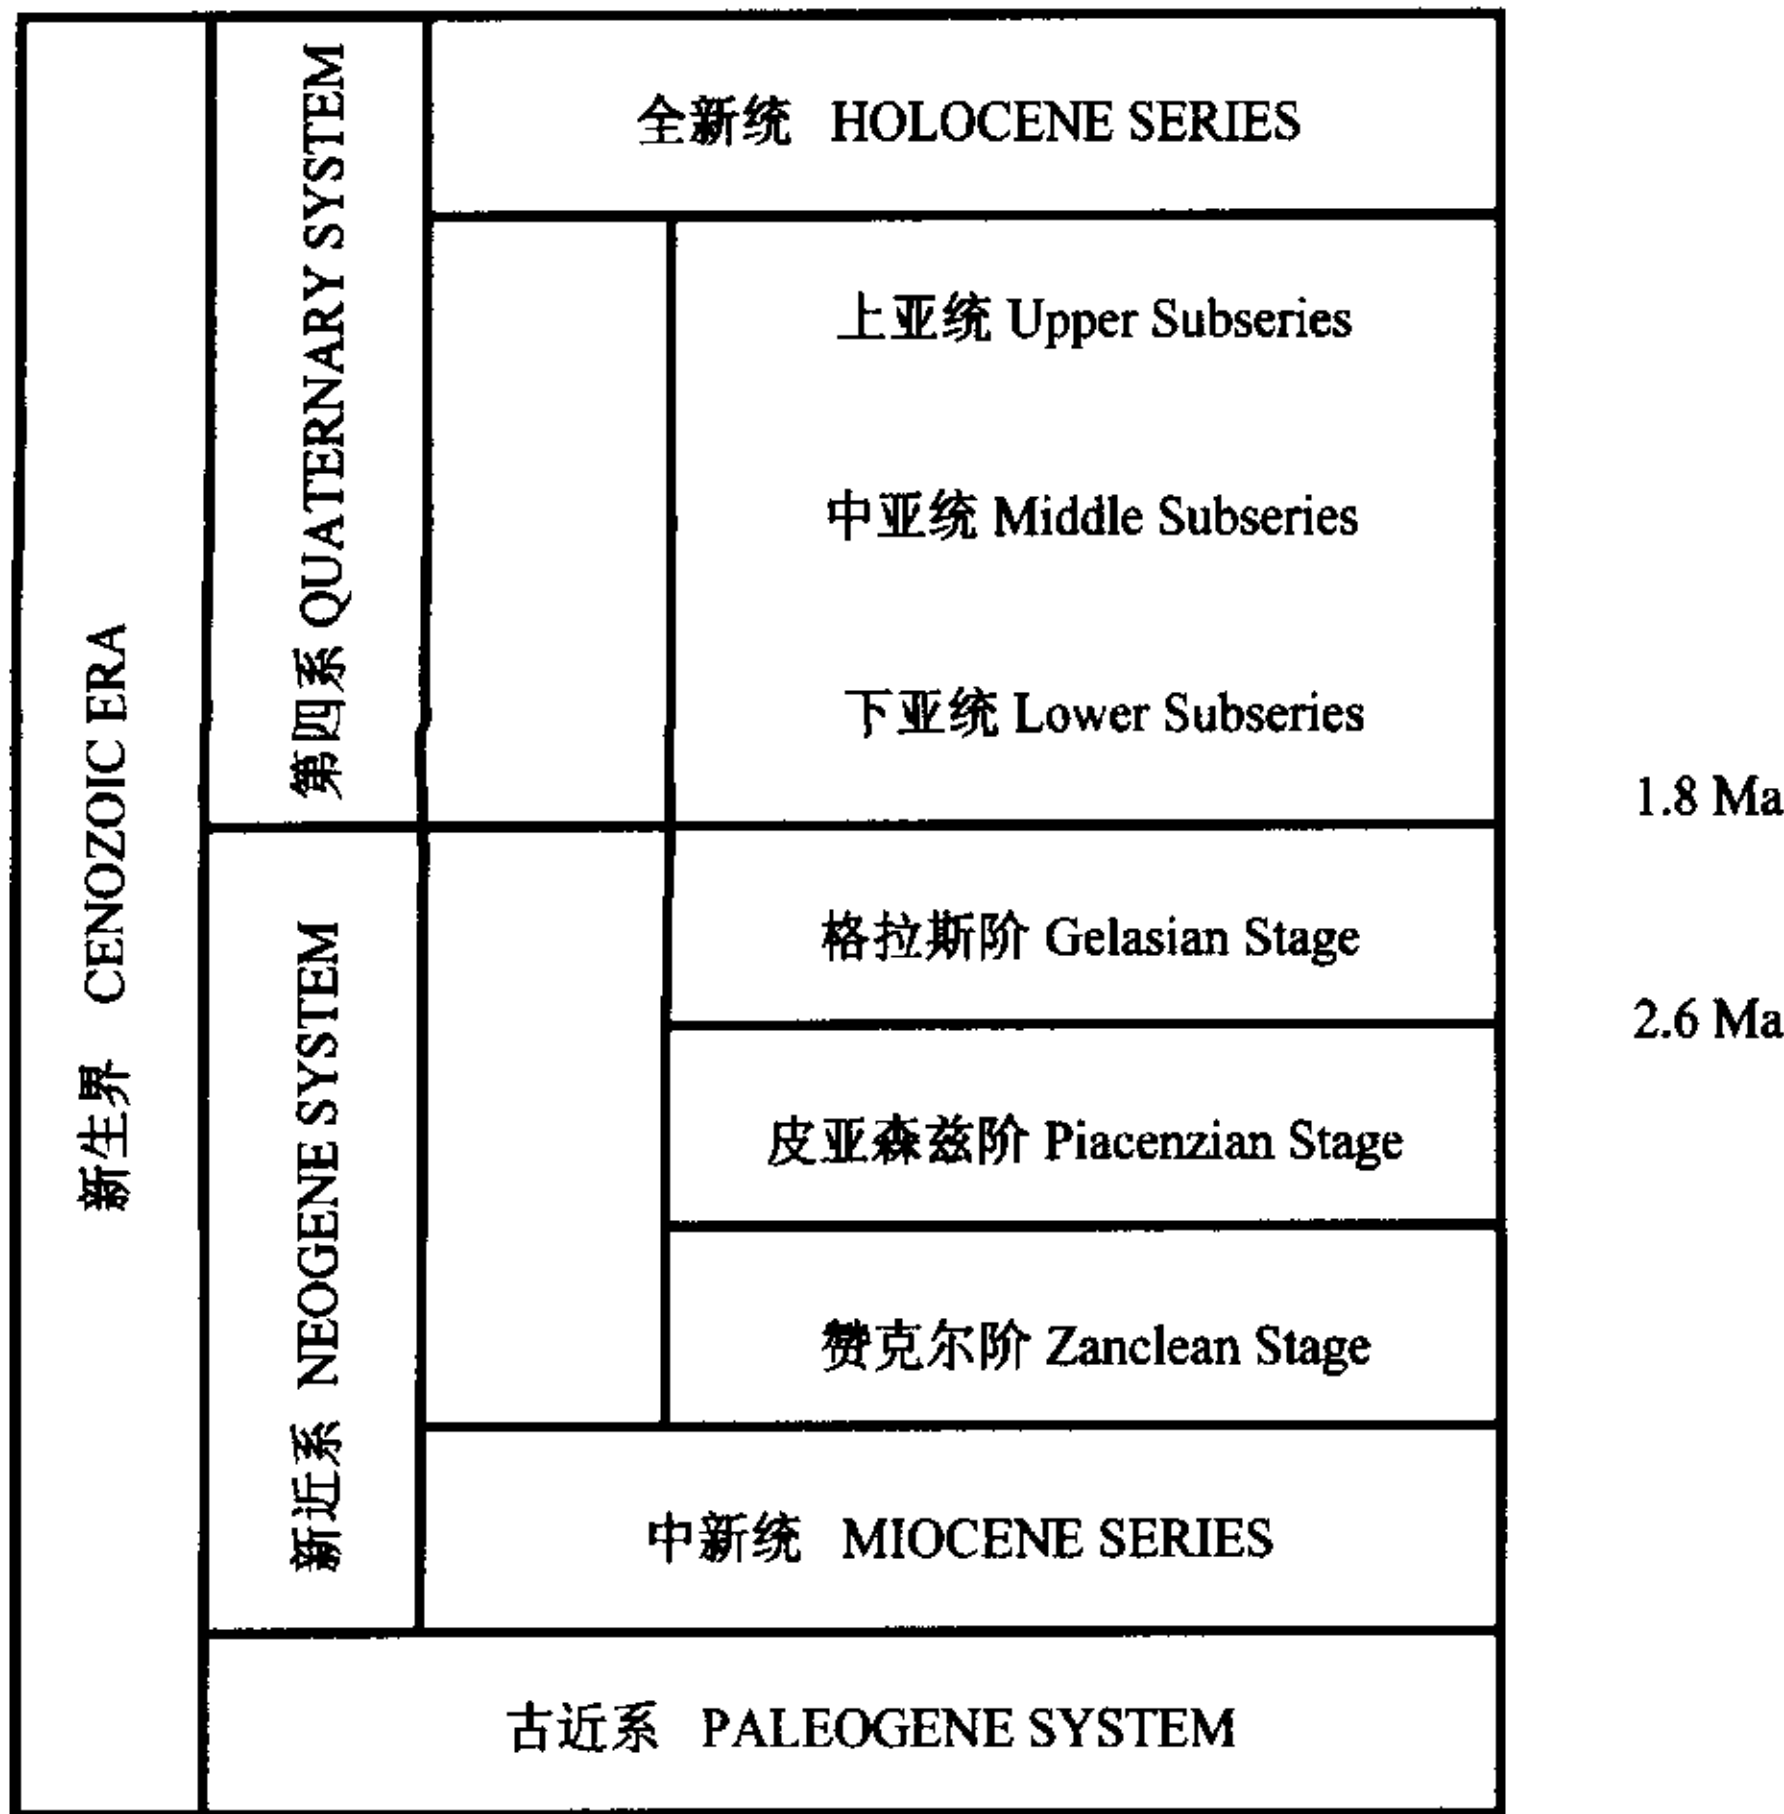 新生界 CENOZOIC ERA
第四系 QUATERNARY SYSTEM
全新统 HOLOCENE SERIES
上亚统 Upper Subseries
中亚统 Middle Subseries
下亚统 Lower Subseries
1.8 Ma
新近系 NEOGENE SYSTEM
格拉斯阶 Gelasian Stage
2.6 Ma
皮亚森兹阶 Piacenzian Stage
赞克尔阶 Zanclean Stage
中新统 MIOCENE SERIES
古近系 PALEOGENE SYSTEM